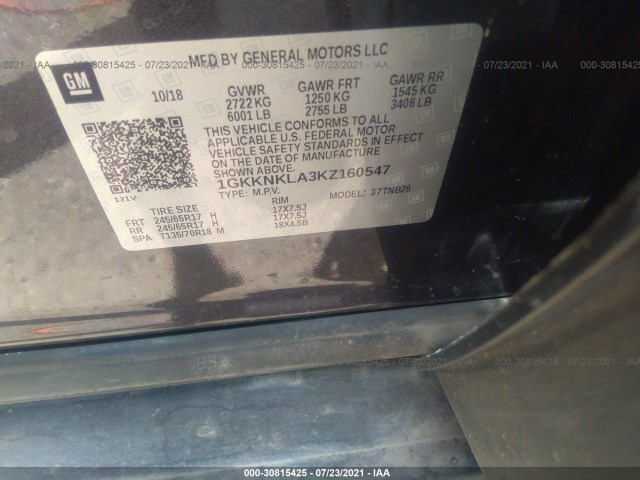 000-30815425 - 07/23/2021 - IAA
000-30815425 - 07/23/2021 - IAA
000-30815425 - 07/23/2021 - IAA
GM
MFD BY GENERAL MOTORS LLC
10/18 GVWR GAWR FRT GAWR RR
2722 KG 1250 KG 1545 KG
6001 LB 2755 LB 3406 LB
THIS VEHICLE CONFORMS TO ALL
APPLICABLE U.S. FEDERAL MOTOR
VEHICLE SAFETY STANDARDS IN EFFECT
ON THE DATE OF MANUFACTURE
1GKKNKLA3KZ160547
121V TYPE: M.P.V. MODEL: 37TNB26
TIRE SIZE RIM
FRT 245/65R17 H 17X7.5J
RR 245/65R17 H 17X7.5J
SPA T135/70R18 M 18X4.5B
000-30815425 - 07/23/2021 - IAA
000-30815425 - 07/23/2021 - IAA
000-30815425 - 07/23/2021 - IAA